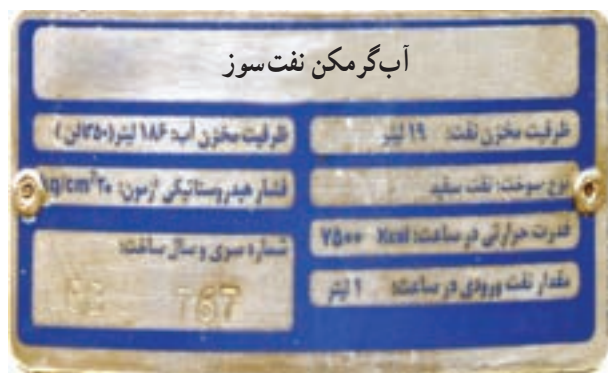 آب‌گرمکن نفت‌سوز
ظرفیت مخزن نفت: ۱۹ لیتر
نوع سوخت: نفت سفید
قدرت حرارتی در ساعت: Kcal ۷۵۰۰
مقدار نفت ورودی در ساعت: ۱ لیتر
ظرفیت مخزن آب: ۱۸۶ لیتر (۵۰ گالن)
فشار هیدروستاتیکی آزمون: ۲۰ kq/cm²
شماره سری و سال ساخت:
767